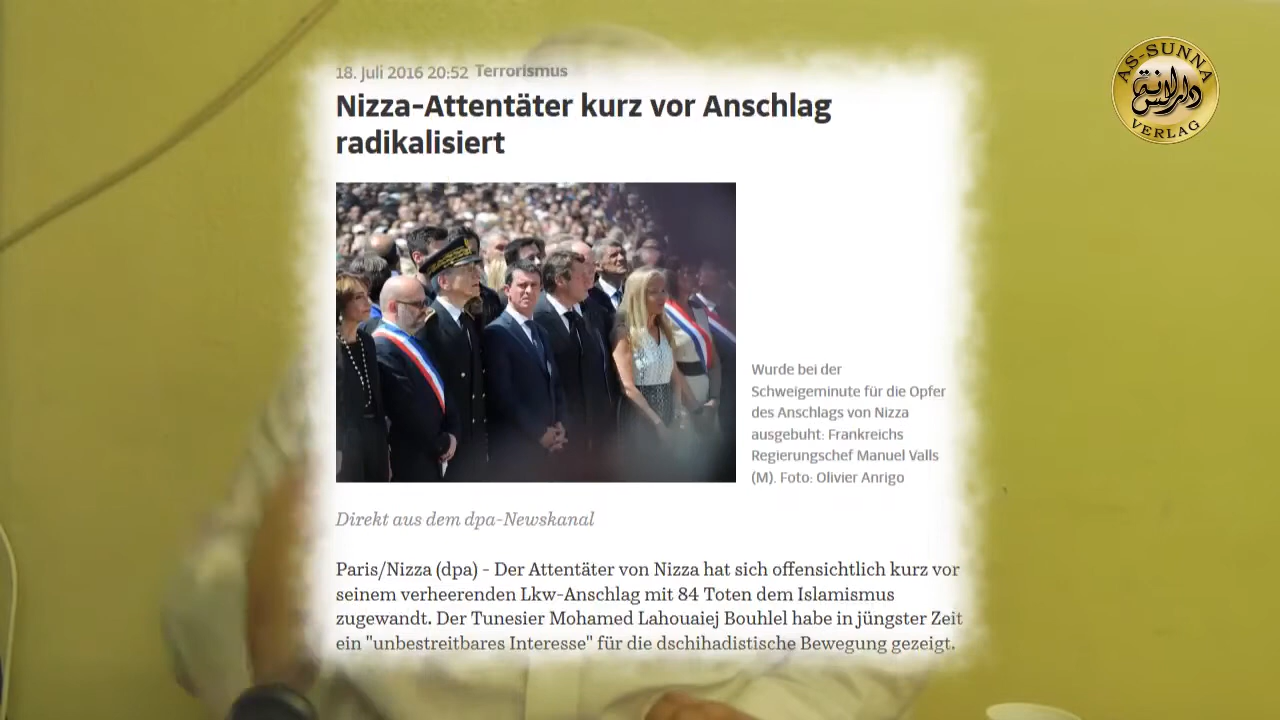 18. Juli 2016 20:52 Terrorismus
Nizza-Attentäter kurz vor Anschlag
radikalisiert
Wurde bei der
Schweigeminute für die Opfer
des Anschlags von Nizza
ausgebuht: Frankreichs
Regierungschef Manuel Valls
(M). Foto: Olivier Anrigo
Direkt aus dem dpa-Newskanal
Paris/Nizza (dpa) - Der Attentäter von Nizza hat sich offensichtlich kurz vor
seinem verheerenden Lkw-Anschlag mit 84 Toten dem Islamismus
zugewandt. Der Tunesier Mohamed Lahouaiej Bouhlel habe in jüngster Zeit
ein "unbestreitbares Interesse" für die dschihadistische Bewegung gezeigt.
AS-SUNNA
VERLAG